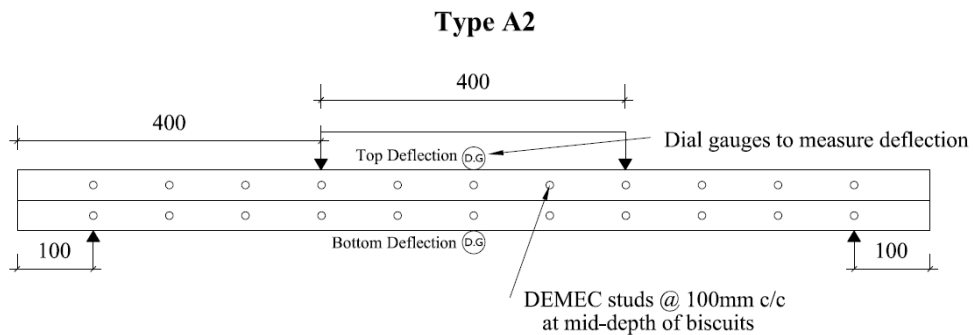 Type A2
400
400
Dial gauges to measure deflection
Top Deflection D.G
Bottom Deflection D.G
100
100
DEMEC studs @ 100mm c/c
at mid-depth of biscuits